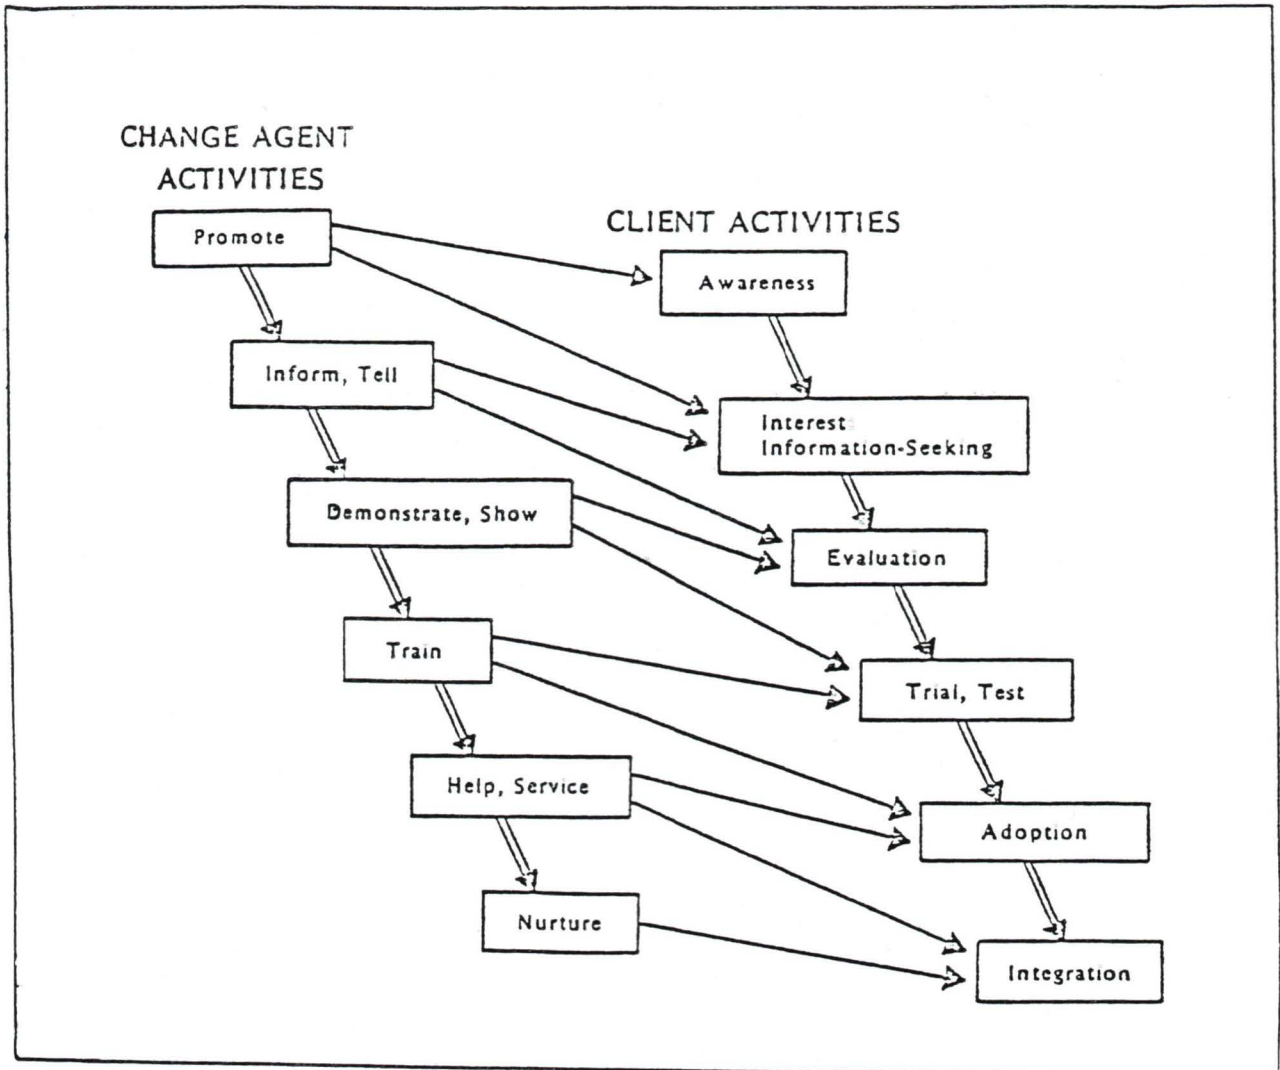 CHANGE AGENT
ACTIVITIES
Promote
Inform, Tell
Demonstrate, Show
Train
Help, Service
Nurture
CLIENT ACTIVITIES
Awareness
Interest
Information-Seeking
Evaluation
Trial, Test
Adoption
Integration